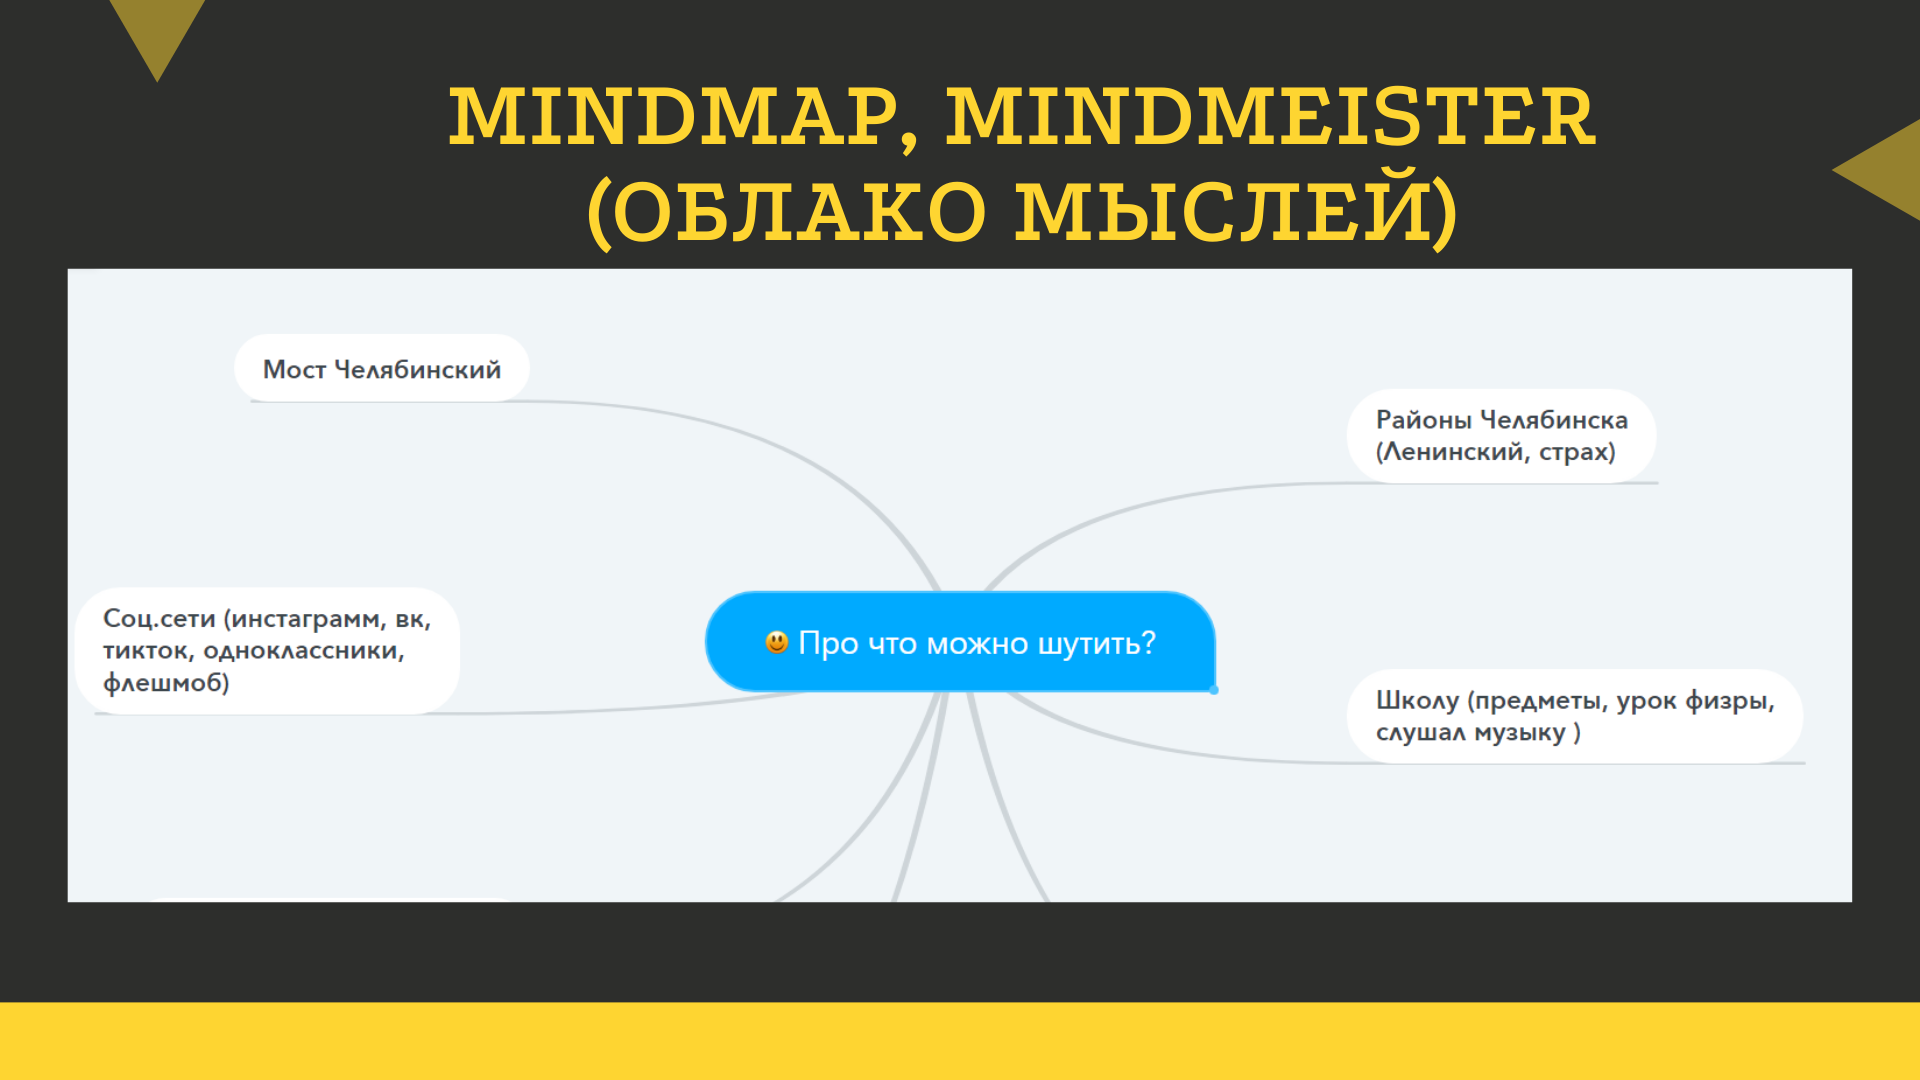 MINDMAP, MINDMEISTER
(ОБЛАКО МЫСЛЕЙ)
Мост Челябинский
Районы Челябинска
(Ленинский, страх)
Соц.сети (инстаграмм, вк,
тикток, одноклассники,
флешмоб)
Про что можно шутить?
Школу (предметы, урок физры,
слушал музыку )